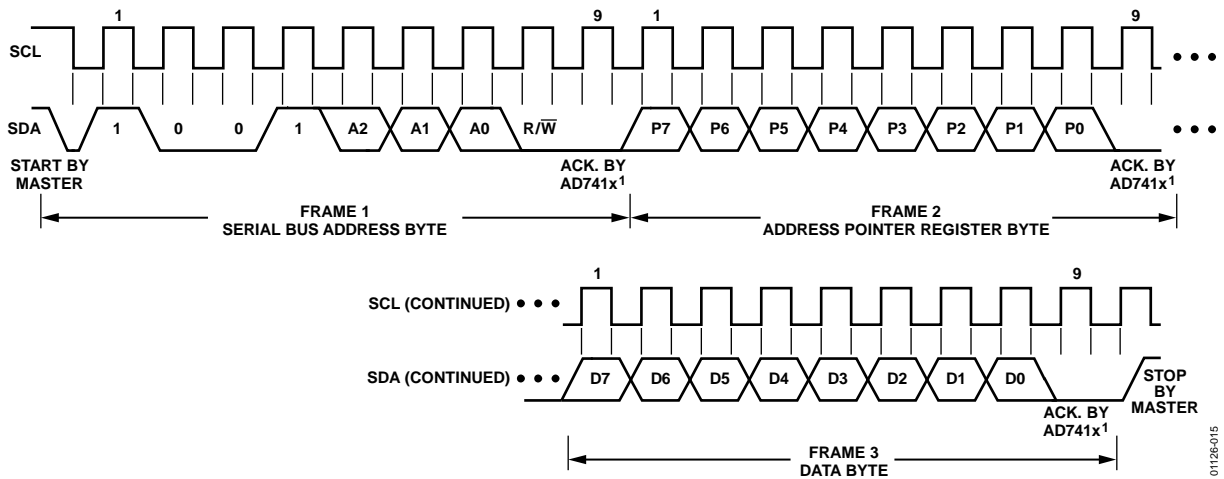 1 9 1 9
SCL
SDA 1 0 0 1 A2 A1 A0 R/W̅ P7 P6 P5 P4 P3 P2 P1 P0
START BY
MASTER
ACK. BY
AD741x¹
ACK. BY
AD741x¹
FRAME 1
SERIAL BUS ADDRESS BYTE
FRAME 2
ADDRESS POINTER REGISTER BYTE
1 9
SCL (CONTINUED)
SDA (CONTINUED) D7 D6 D5 D4 D3 D2 D1 D0
ACK. BY
AD741x¹
STOP
BY
MASTER
FRAME 3
DATA BYTE
01126-015